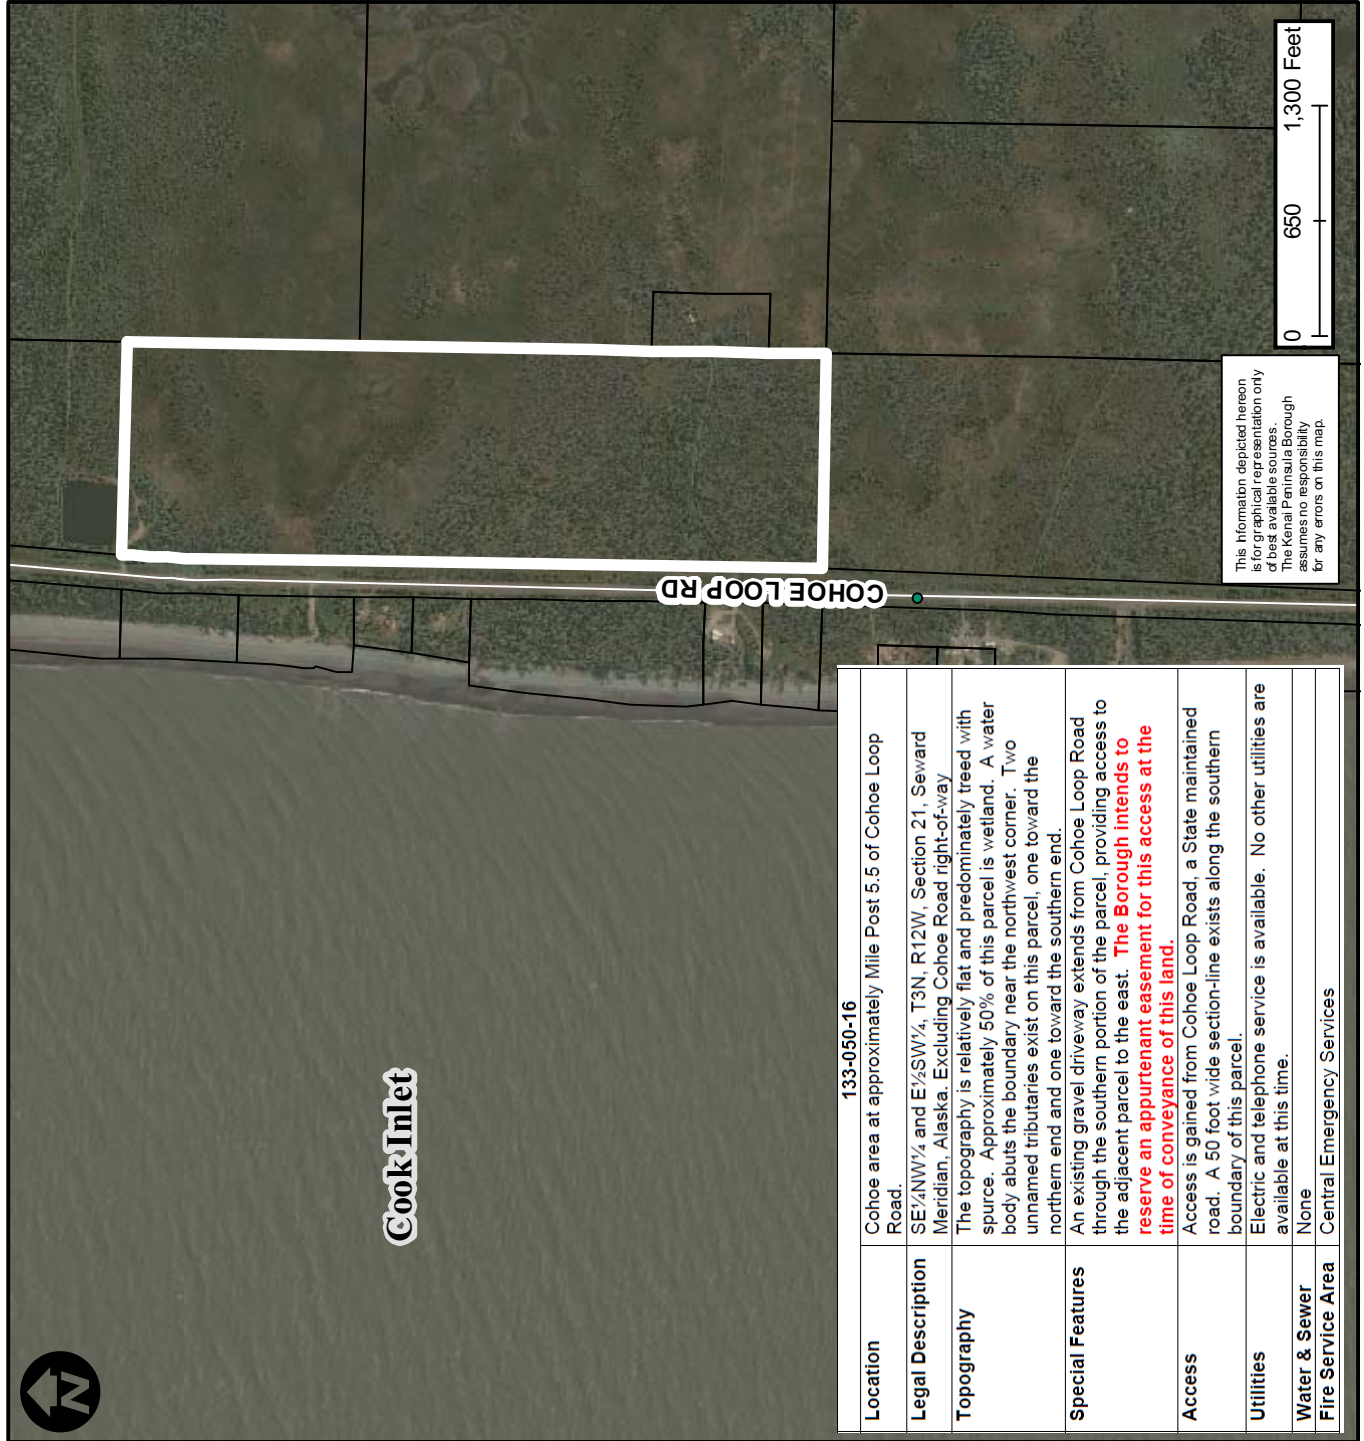 N
Cook Inlet
COHOE LOOP RD
133-050-16
Location
Cohoe area at approximately Mile Post 5.5 of Cohoe Loop
Road.
Legal Description
SE¼NW¼ and E½SW¼, T3N, R12W, Section 21, Seward
Meridian, Alaska. Excluding Cohoe Road right-of-way
Topography
The topography is relatively flat and predominately treed with
spurce. Approximately 50% of this parcel is wetland. A water
body abuts the boundary near the northwest corner. Two
unnamed tributaries exist on this parcel, one toward the
northern end and one toward the southern end.
Special Features
An existing gravel driveway extends from Cohoe Loop Road
through the southern portion of the parcel, providing access to
the adjacent parcel to the east. The Borough intends to
reserve an appurtenant easement for this access at the
time of conveyance of this land.
Access
Access is gained from Cohoe Loop Road, a State maintained
road. A 50 foot wide section-line exists along the southern
boundary of this parcel.
Utilities
Electric and telephone service is available. No other utilities are
available at this time.
Water & Sewer
None
Fire Service Area
Central Emergency Services
This information depicted hereon
is for graphical representation only
of best available sources.
The Kenai Peninsula Borough
assumes no responsibility
for any errors on this map.
0 650 1,300 Feet